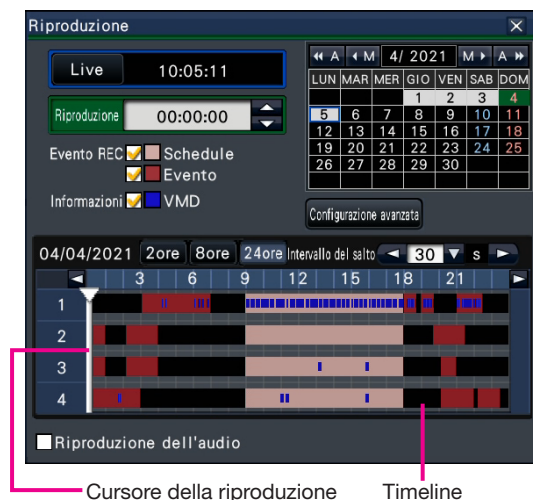 Riproduzione
Live 10:05:11
Riproduzione 00:00:00
Evento REC Schedule
Evento
Informazioni VMD
A M 4/ 2021 M A
LUN MAR MER GIO VEN SAB DOM
1 2 3 4
5 6 7 8 9 10 11
12 13 14 15 16 17 18
19 20 21 22 23 24 25
26 27 28 29 30
Configurazione avanzata
04/04/2021 2ore 8ore 24ore Intervallo del salto 30 s
3 6 9 12 15 18 21
1
2
3
4
Riproduzione dell'audio
Cursore della riproduzione Timeline